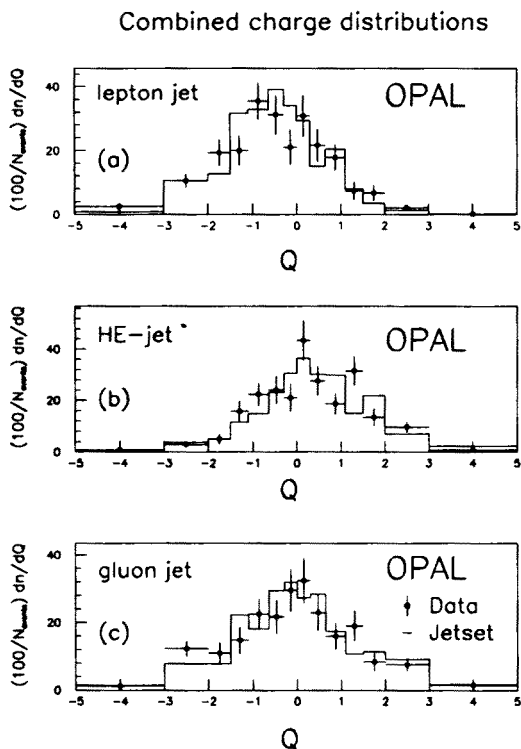 Combined charge distributions
(100/N_events) dn/dQ
40
20
0
lepton jet
OPAL
(a)
-5 -4 -3 -2 -1 0 1 2 3 4 5
Q
(100/N_events) dn/dQ
40
20
0
HE-jet
OPAL
(b)
-5 -4 -3 -2 -1 0 1 2 3 4 5
Q
(100/N_events) dn/dQ
40
20
0
gluon jet
OPAL
Data
(c)
Jetset
-5 -4 -3 -2 -1 0 1 2 3 4 5
Q